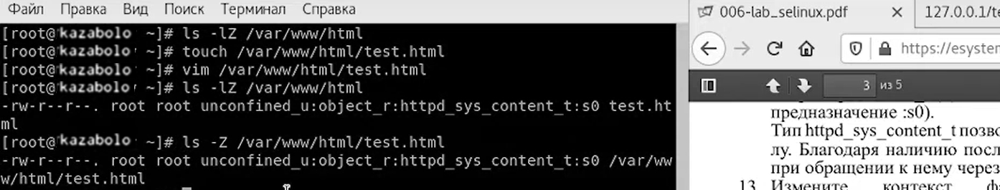 Файл Правка Вид Поиск Терминал Справка
[root@kazabolo ~]# ls -lZ /var/www/html
[root@kazabolo ~]# touch /var/www/html/test.html
[root@kazabolo ~]# vim /var/www/html/test.html
[root@kazabolo ~]# ls -lZ /var/www/html
-rw-r--r--. root root unconfined_u:object_r:httpd_sys_content_t:s0 test.ht
ml
[root@kazabolo ~]# ls -Z /var/www/html/test.html
-rw-r--r--. root root unconfined_u:object_r:httpd_sys_content_t:s0 /var/ww
w/html/test.html
006-lab_selinux.pdf
127.0.0.1/te
https://esystem
3 из 5
предназначение :s0).
Тип httpd_sys_content_t позво
лу. Благодаря наличию посл
при обращении к нему через
13. Измените контекст ф